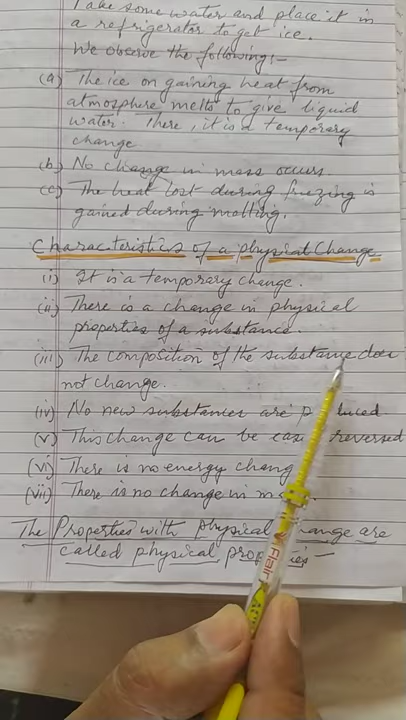 Take some water and place it in
a refrigerator to get ice.
We observe the following:-
(a) The ice on gaining heat from
atmosphere melts to give liquid
water. There, it is a temporary
change
(b) No change in mass occurs.
(c) The heat lost during freezing is
gained during melting.
Characteristics of a physical Change
(i) It is a temporary change.
(ii) There is a change in physical
properties of a substance.
(iii) The composition of the substance does
not change.
(iv) No new substances are
(v) This change can be reversed
(vi) There is no energy
(vii) There is no change in
The Properties with physical are
called physical
Flair